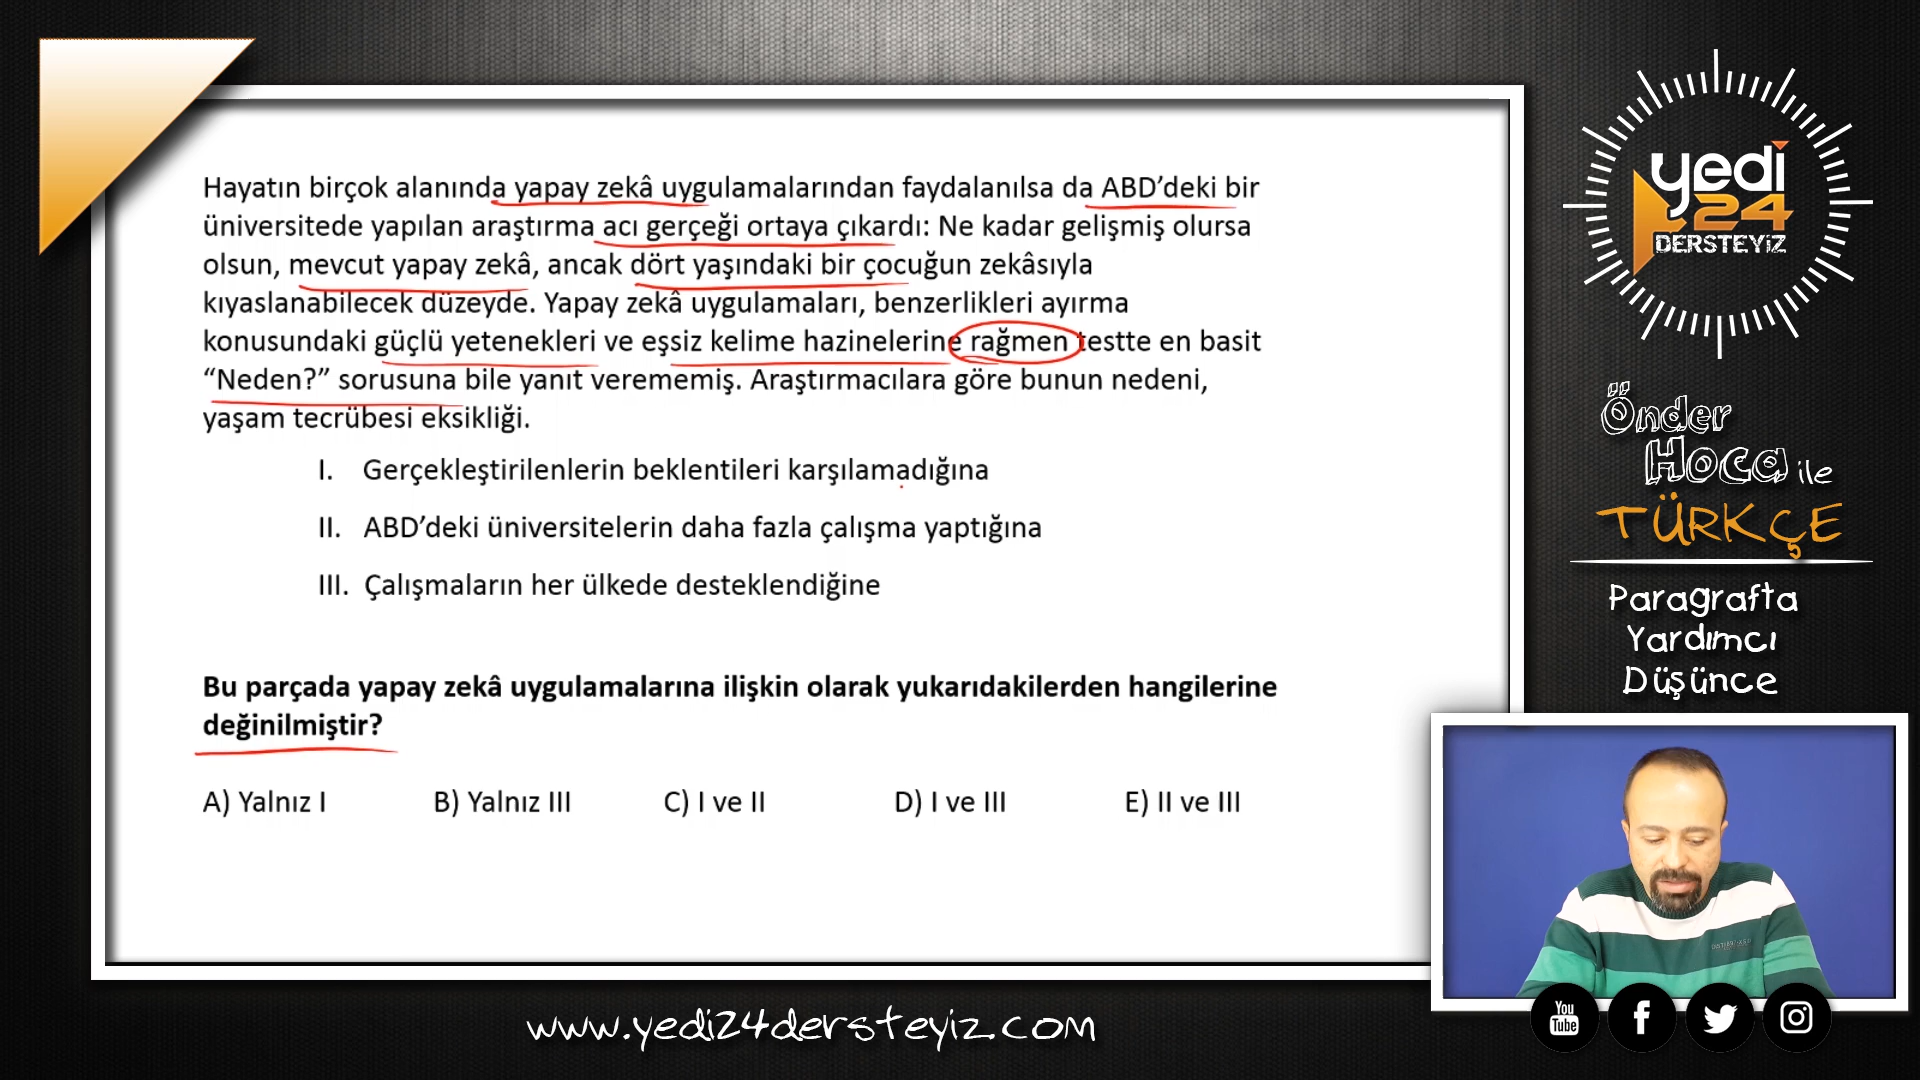 Hayatın birçok alanında yapay zekâ uygulamalarından faydalanılsa da ABD’deki bir
üniversitede yapılan araştırma acı gerçeği ortaya çıkardı: Ne kadar gelişmiş olursa
olsun, mevcut yapay zekâ, ancak dört yaşındaki bir çocuğun zekâsıyla
kıyaslanabilecek düzeyde. Yapay zekâ uygulamaları, benzerlikleri ayırma
konusundaki güçlü yetenekleri ve eşsiz kelime hazinelerine rağmen testte en basit
“Neden?” sorusuna bile yanıt verememiş. Araştırmacılara göre bunun nedeni,
yaşam tecrübesi eksikliği.
I. Gerçekleştirilenlerin beklentileri karşılamadığına
II. ABD’deki üniversitelerin daha fazla çalışma yaptığına
III. Çalışmaların her ülkede desteklendiğine
Bu parçada yapay zekâ uygulamalarına ilişkin olarak yukarıdakilerden hangilerine
değinilmiştir?
A) Yalnız I B) Yalnız III C) I ve II D) I ve III E) II ve III
yedi
24
DERSTEYİZ
Önder
Hoca ile
TÜRKÇE
Paragrafta
Yardımcı
Düşünce
www.yedi24dersteyiz.com
You
Tube